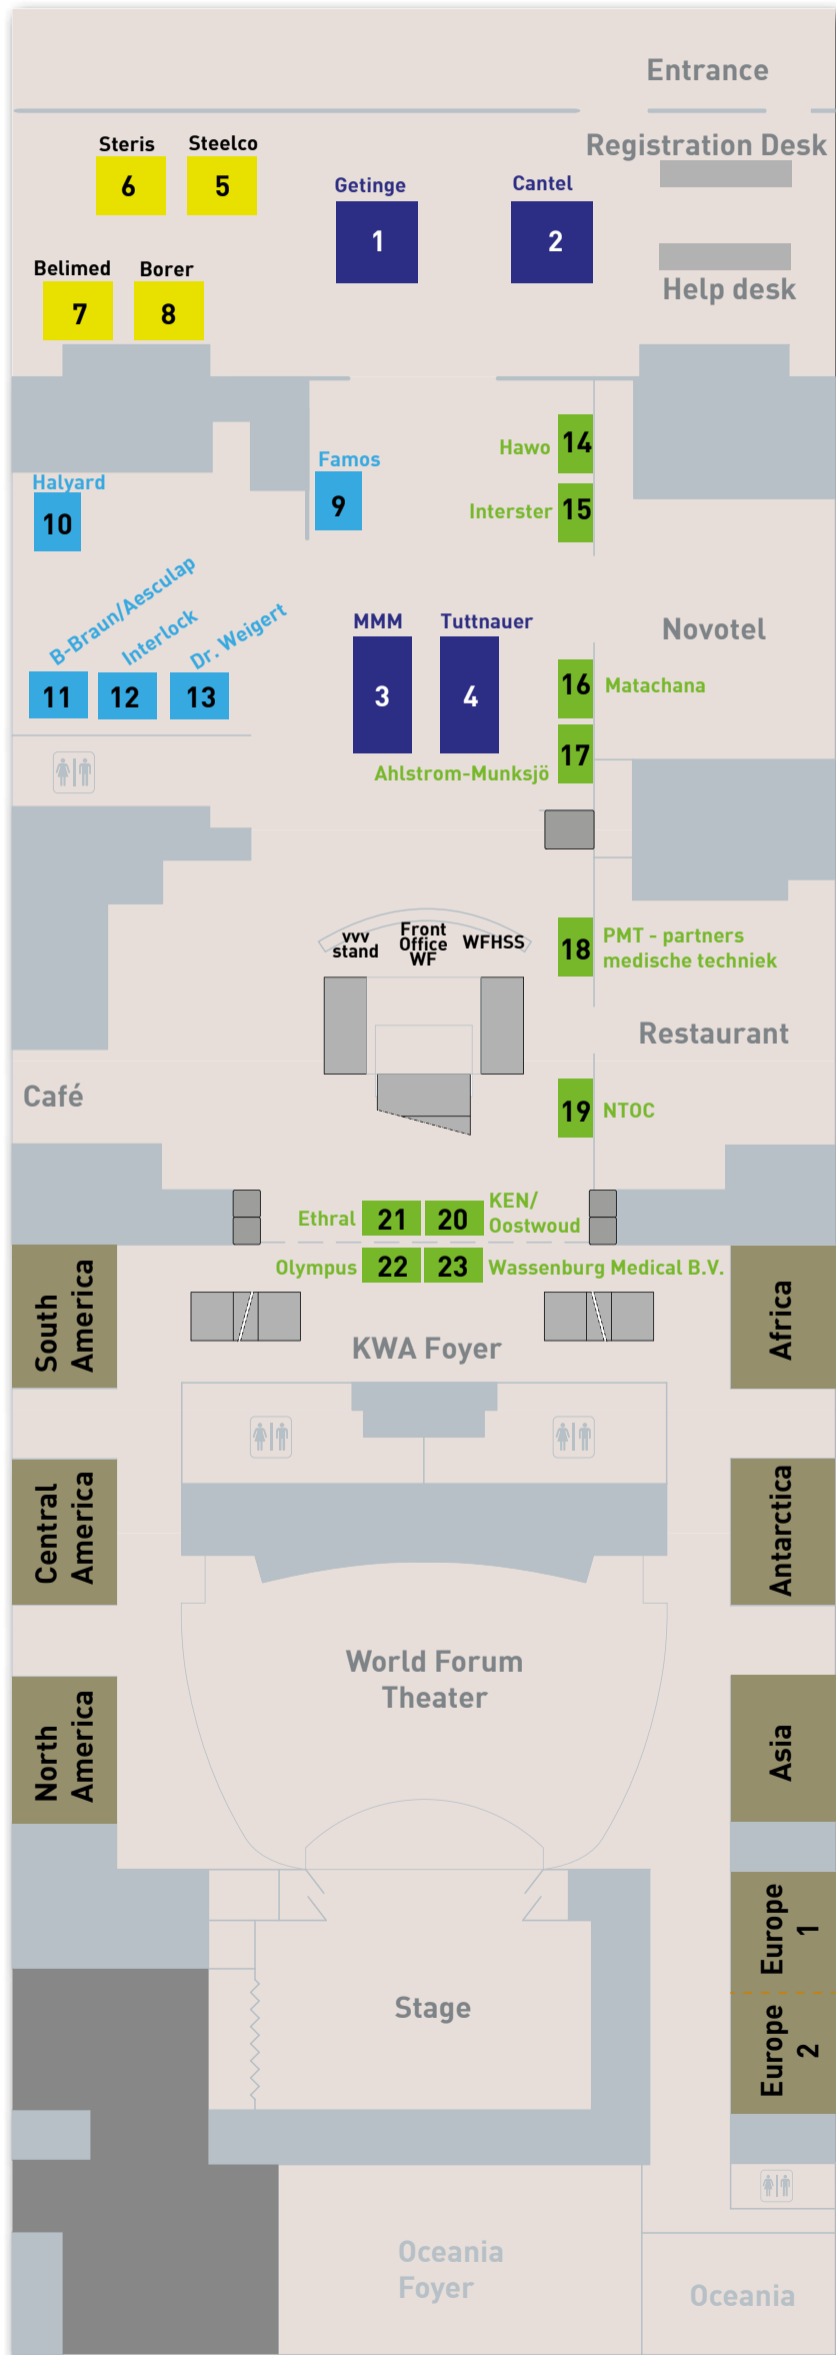 Entrance
Registration Desk
Steris
Steelco
6
5
Getinge
Cantel
1
2
Help desk
Belimed
Borer
7
8
Hawo
14
Famos
9
Halyard
10
Interster
15
B-Braun/Aesculap
Interlock
Dr. Weigert
11
12
13
MMM
Tuttnauer
3
4
Novotel
16
Matachana
17
Ahlstrom-Munksjö
vvv
stand
Front
Office
WF
WFHSS
18
PMT - partners
medische techniek
Restaurant
Café
19
NTOC
Ethral
21
20
KEN/
Oostwoud
Olympus
22
23
Wassenburg Medical B.V.
South
America
KWA Foyer
Africa
Central
America
Antarctica
World Forum
Theater
North
America
Asia
Europe
1
Stage
Europe
2
Oceania
Foyer
Oceania